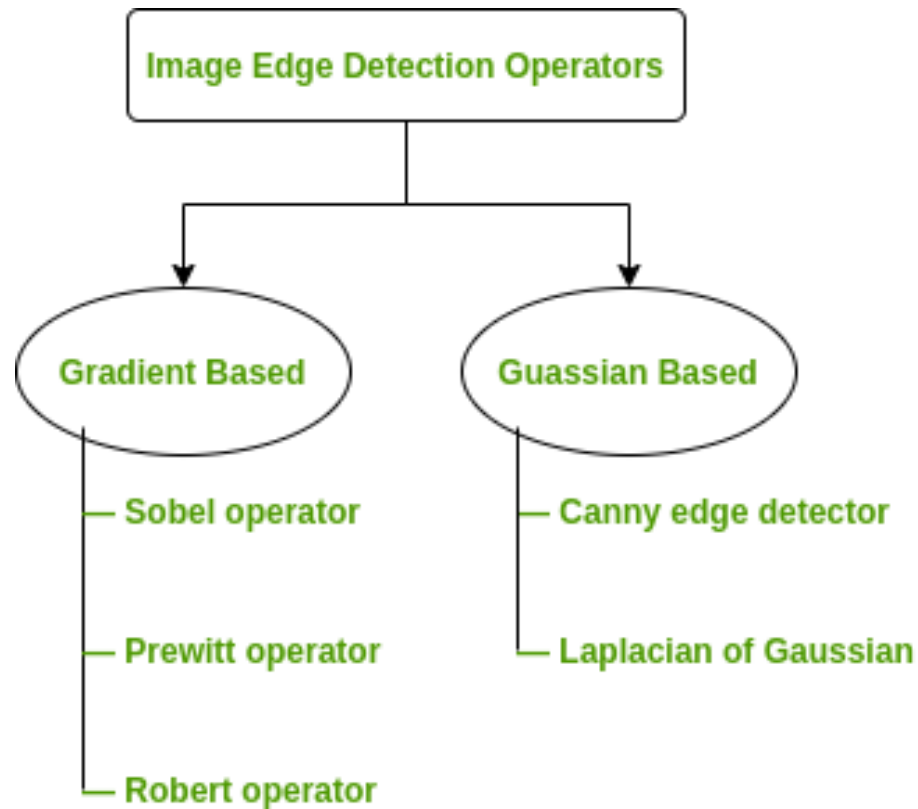 Image Edge Detection Operators
Gradient Based
Guassian Based
Sobel operator
Canny edge detector
Prewitt operator
Laplacian of Gaussian
Robert operator